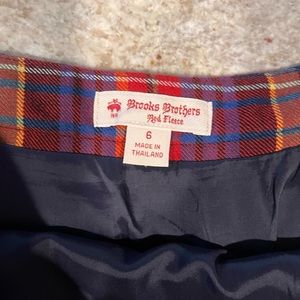 Brooks Brothers
Red Fleece
6
MADE IN
THAILAND